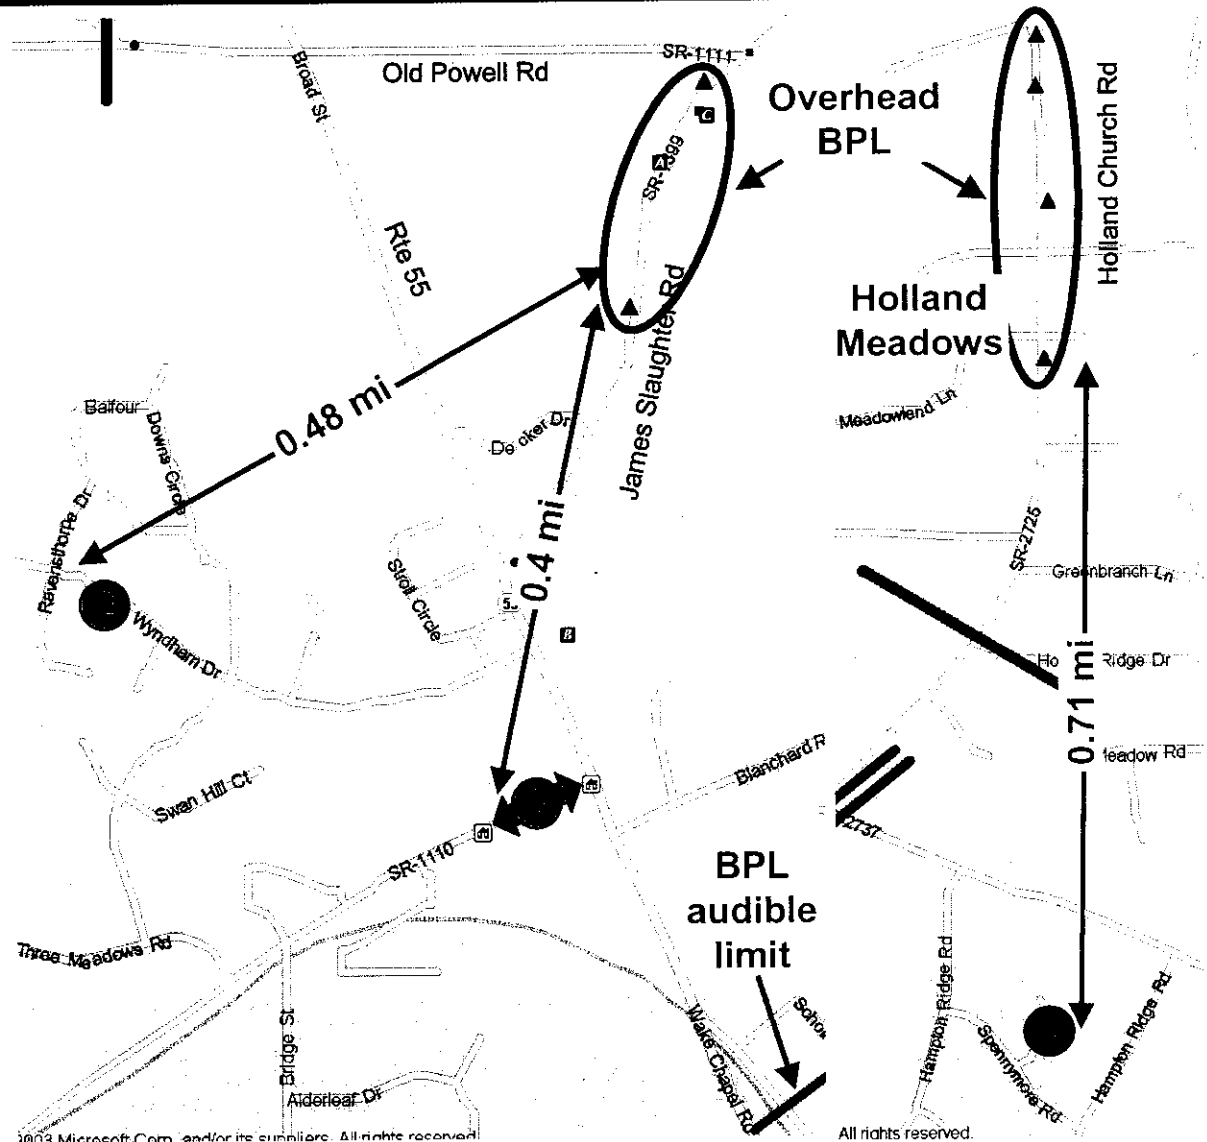 SR-1111
Old Powell Rd
Broad St
Overhead
BPL
C
A
SR-1399
Holland Church Rd
Rte 55
Holland
Meadows
James Slaughter Rd
0.48 mi
Balfour
Downs Circle
Meadowlend Ln
Ravensthorpe Dr
0.4 mi
SR-2725
Greenbranch Ln
Stroll Circle
B
Wyndham Dr
Ridge Dr
0.71 mi
Blanchard R
Swan Hill Ct
2737
SR-1110
BPL
audible
limit
Three Meadows Rd
Hampton Ridge Rd
Hampton Ridge Rd
Wake Chapel Rd
Spennymore Rd
Bridge St
Alderleaf Dr
2003 Microsoft Corp. and/or its suppliers. All rights reserved
All rights reserved.